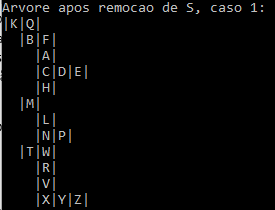 Arvore apos remocao de S, caso 1:
|K|Q|
|B|F|
|A|
|C|D|E|
|H|
|M|
|L|
|N|P|
|T|W|
|R|
|V|
|X|Y|Z|